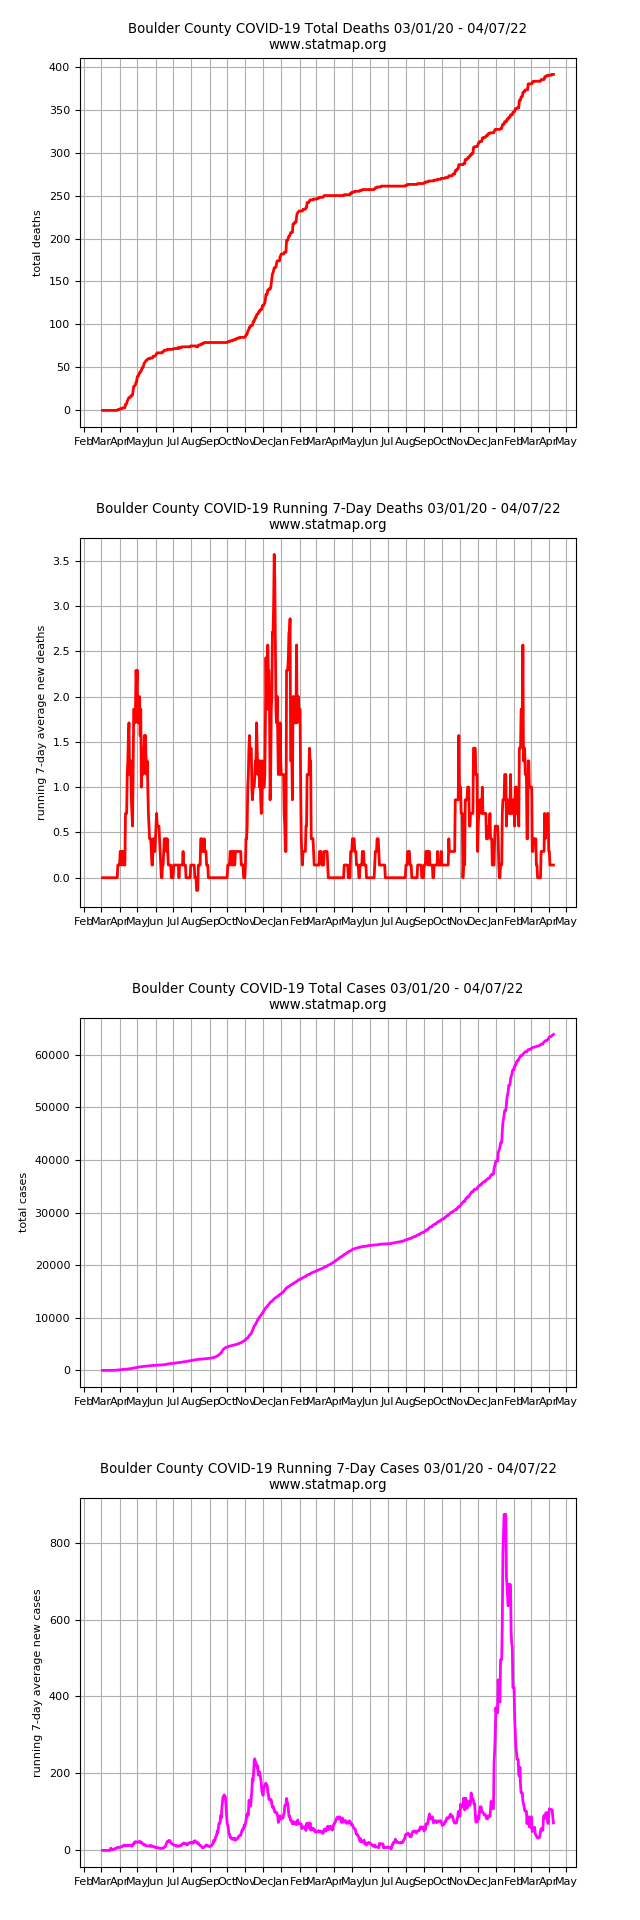 Boulder County COVID-19 Total Deaths 03/01/20 - 04/07/22
www.statmap.org
400
350
300
250
200
150
100
50
0
total deaths
Feb Mar Apr May Jun Jul Aug Sep Oct Nov Dec Jan Feb Mar Apr May Jun Jul Aug Sep Oct Nov Dec Jan Feb Mar Apr May
Boulder County COVID-19 Running 7-Day Deaths 03/01/20 - 04/07/22
www.statmap.org
3.5
3.0
2.5
2.0
1.5
1.0
0.5
0.0
running 7-day average new deaths
Feb Mar Apr May Jun Jul Aug Sep Oct Nov Dec Jan Feb Mar Apr May Jun Jul Aug Sep Oct Nov Dec Jan Feb Mar Apr May
Boulder County COVID-19 Total Cases 03/01/20 - 04/07/22
www.statmap.org
60000
50000
40000
30000
20000
10000
0
total cases
Feb Mar Apr May Jun Jul Aug Sep Oct Nov Dec Jan Feb Mar Apr May Jun Jul Aug Sep Oct Nov Dec Jan Feb Mar Apr May
Boulder County COVID-19 Running 7-Day Cases 03/01/20 - 04/07/22
www.statmap.org
800
600
400
200
0
running 7-day average new cases
Feb Mar Apr May Jun Jul Aug Sep Oct Nov Dec Jan Feb Mar Apr May Jun Jul Aug Sep Oct Nov Dec Jan Feb Mar Apr May